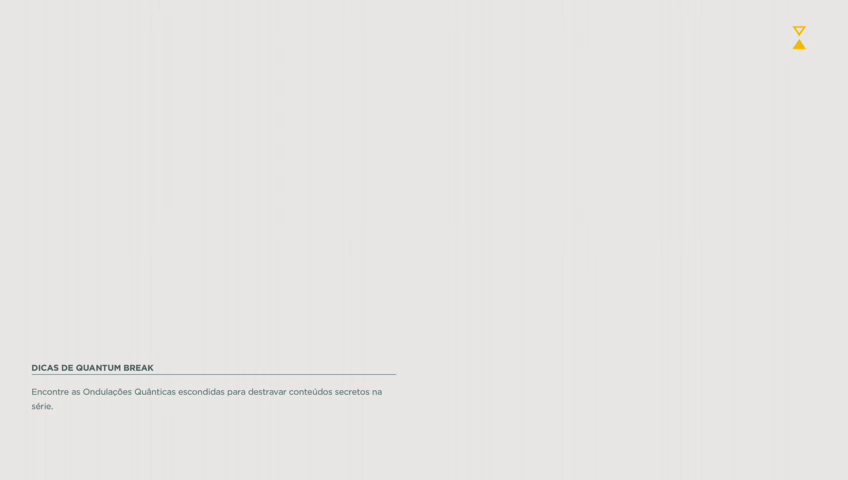 DICAS DE QUANTUM BREAK
Encontre as Ondulações Quânticas escondidas para destravar conteúdos secretos na
série.